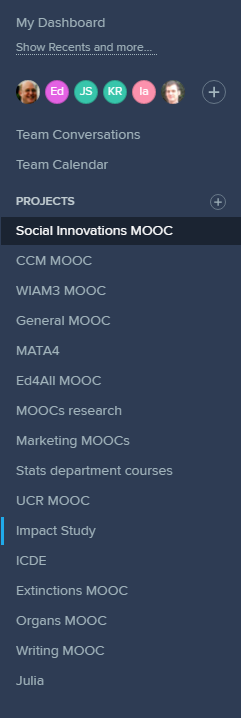 My Dashboard
Show Recents and more...
Ed JS KR Ia
Team Conversations
Team Calendar
PROJECTS
Social Innovations MOOC
CCM MOOC
WIAM3 MOOC
General MOOC
MATA4
Ed4All MOOC
MOOCs research
Marketing MOOCs
Stats department courses
UCR MOOC
Impact Study
ICDE
Extinctions MOOC
Organs MOOC
Writing MOOC
Julia